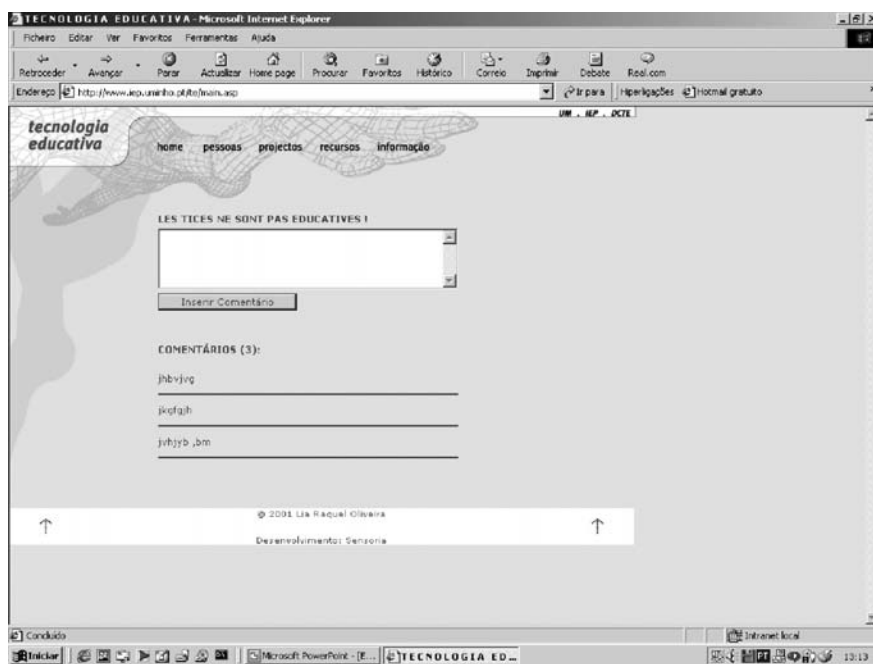 TECNOLOGIA EDUCATIVA - Microsoft Internet Explorer
Ficheiro Editar Ver Favoritos Ferramentas Ajuda
Retroceder Avançar Parar Actualizar Home page Procurar Favoritos Histórico Correio Imprimir Debate Real.com
Endereço http://www.iep.uminho.pt/te/main.asp Ir para Hiperligações Hotmail gratuito
UM . IEP . DCTE
tecnologia
educativa
home pessoas projectos recursos informação
LES TICES NE SONT PAS EDUCATIVES !
Inserir Comentário
COMENTÁRIOS (3):
jhbvjvg
jkgfgjh
jvhjyb ,bm
© 2001 Lia Raquel Oliveira
Desenvolvimento: Sensoria
Concluído Intranet local
Iniciar Microsoft PowerPoint - [E... TECNOLOGIA ED... 13:13